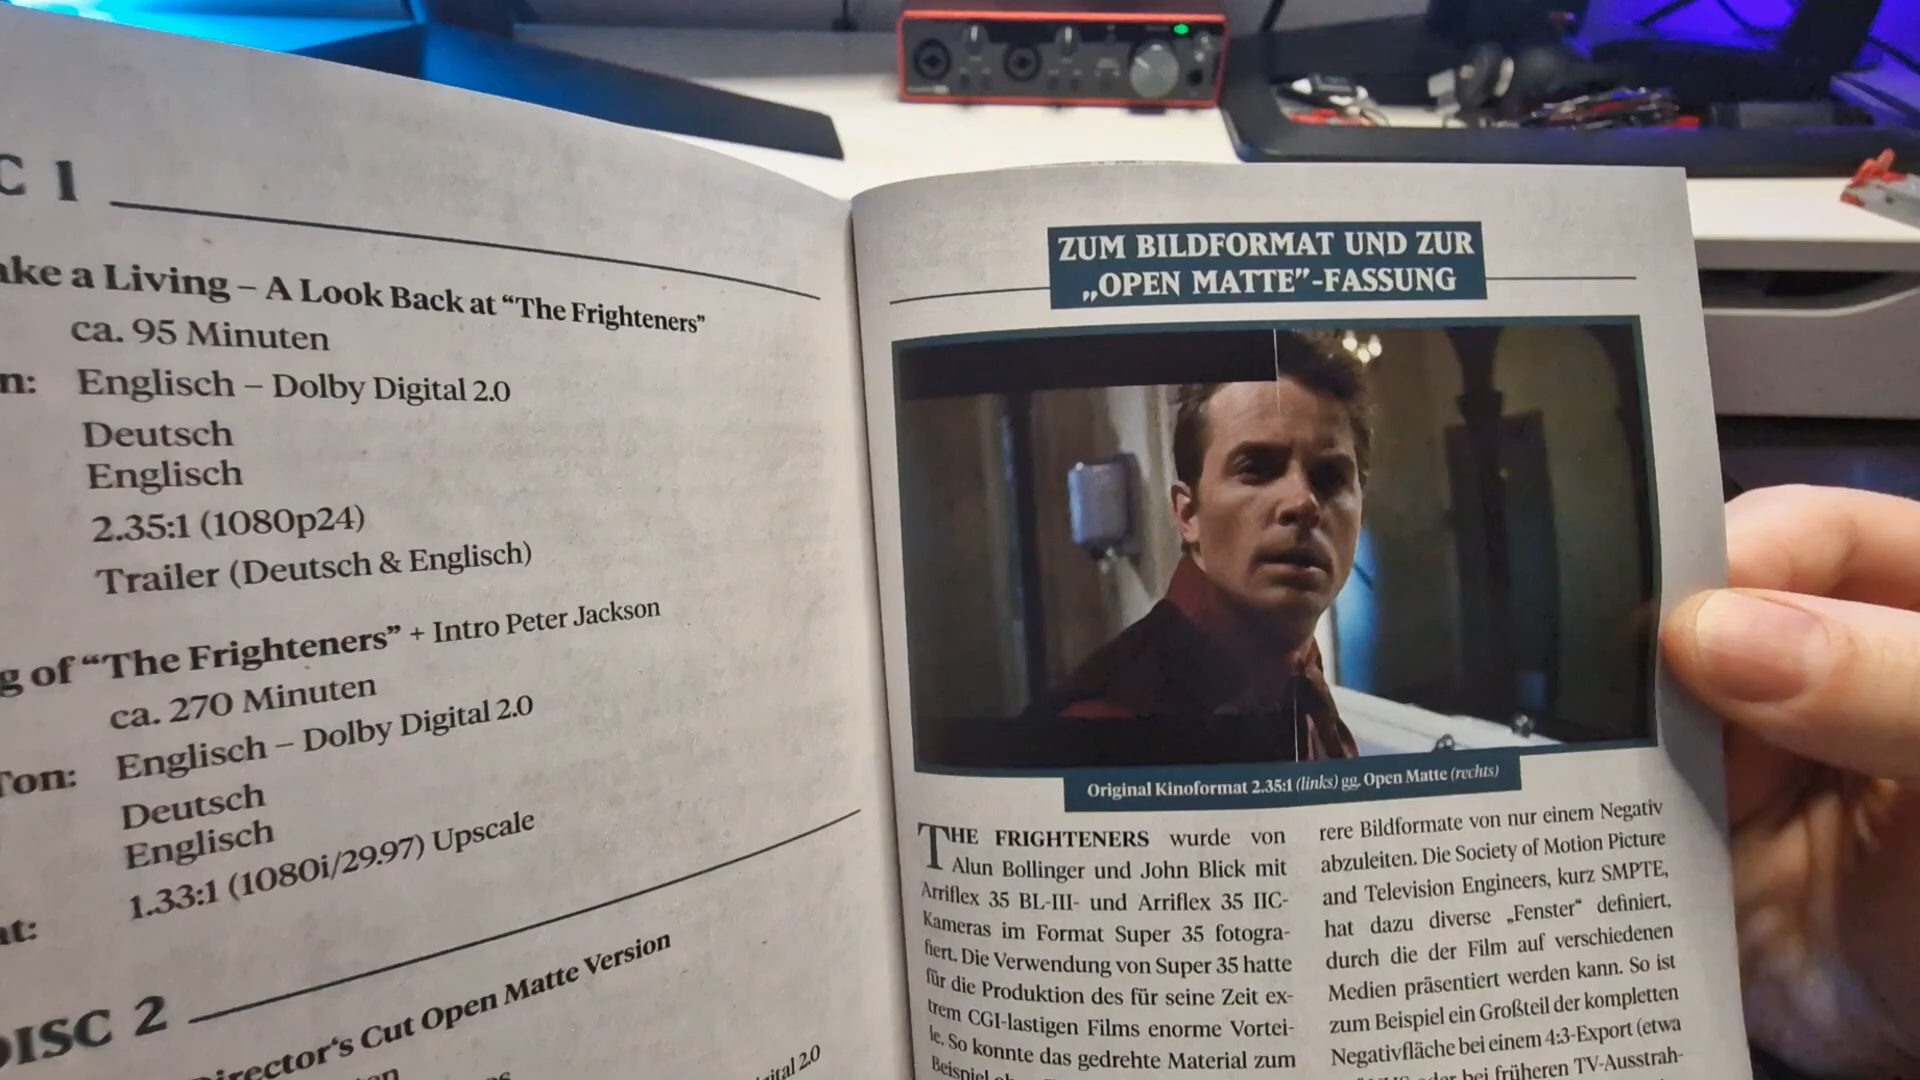 C 1
ake a Living – A Look Back at “The Frighteners”
ca. 95 Minuten
n: Englisch – Dolby Digital 2.0
Deutsch
Englisch
2.35:1 (1080p24)
Trailer (Deutsch & Englisch)
g of “The Frighteners” + Intro Peter Jackson
ca. 270 Minuten
Ton: Englisch – Dolby Digital 2.0
Deutsch
Englisch
at: 1.33:1 (1080i/29.97) Upscale
DISC 2
Director‘s Cut Open Matte Version
gital 2.0
ZUM BILDFORMAT UND ZUR
„OPEN MATTE”-FASSUNG
Original Kinoformat 2.35:1 (links) gg. Open Matte (rechts)
THE FRIGHTENERS wurde von
Alun Bollinger und John Blick mit
Arriflex 35 BL-III- und Arriflex 35 IIC-
Kameras im Format Super 35 fotogra-
fiert. Die Verwendung von Super 35 hatte
für die Produktion des für seine Zeit ex-
trem CGI-lastigen Films enorme Vortei-
le. So konnte das gedrehte Material zum
Beispiel
rere Bildformate von nur einem Negativ
abzuleiten. Die Society of Motion Picture
and Television Engineers, kurz SMPTE,
hat dazu diverse „Fenster“ definiert,
durch die der Film auf verschiedenen
Medien präsentiert werden kann. So ist
zum Beispiel ein Großteil der kompletten
Negativfläche bei einem 4:3-Export (etwa
oder bei früheren TV-Ausstrah-